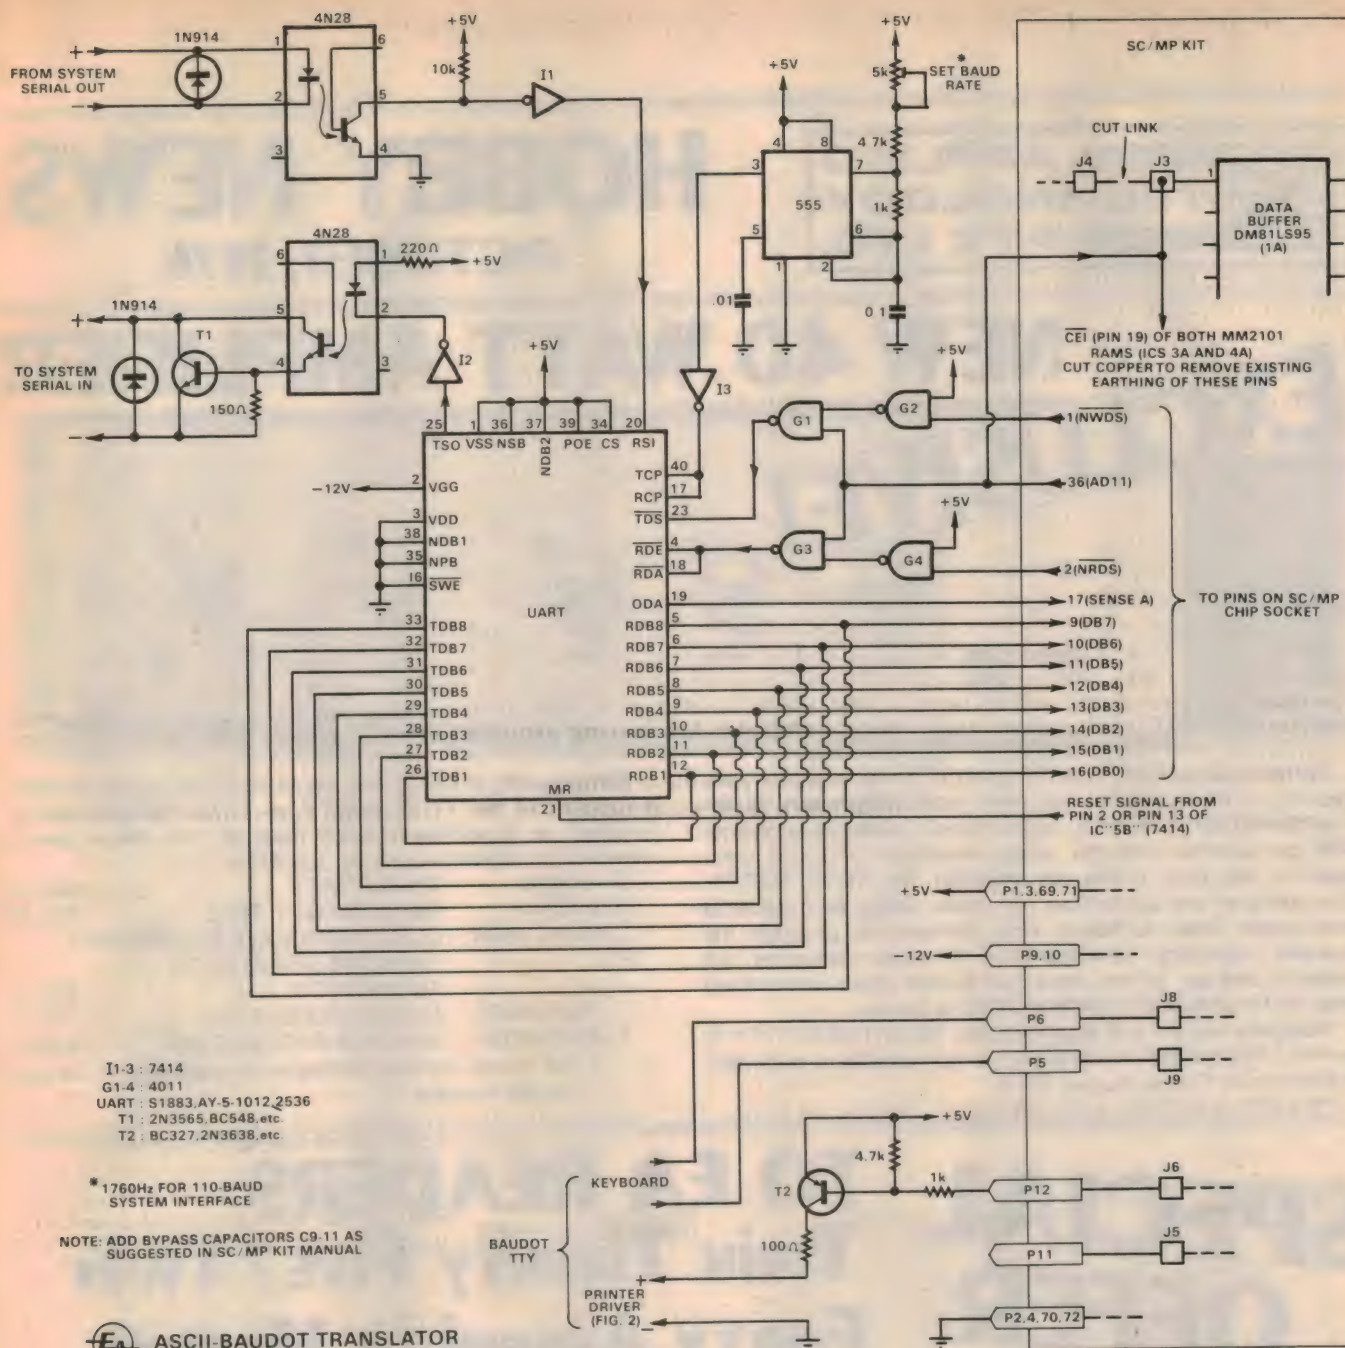 4N28
1N914
+
FROM SYSTEM
SERIAL OUT
−
1
2
3
6
5
4
+5V
10k
I1
4N28
6
5
4
1
2
3
220Ω
+5V
1N914
+
T1
TO SYSTEM
SERIAL IN
150Ω
−
I2
+5V
+5V
5k
*
SET BAUD
RATE
4 7k
1k
4
8
3
7
555
5
6
1
2
.01
0 1
I3
SC/MP KIT
CUT LINK
J4
J3
1
DATA
BUFFER
DM81LS95
(1A)
CEI (PIN 19) OF BOTH MM2101
RAMS (ICS 3A AND 4A)
CUT COPPER TO REMOVE EXISTING
EARTHING OF THESE PINS
+5V
G1
G2
1(NWDS)
36(AD11)
+5V
G3
G4
2(NRDS)
17(SENSE A)
9(DB7)
10(DB6)
11(DB5)
12(DB4)
13(DB3)
14(DB2)
15(DB1)
16(DB0)
TO PINS ON SC/MP
CHIP SOCKET
RESET SIGNAL FROM
PIN 2 OR PIN 13 OF
IC "5B" (7414)
25 1 36 37 39 34 20
TSO VSS NSB NDB2 POE CS RSI
−12V
2 VGG
3 VDD
38 NDB1
35 NPB
16 SWE
33 TDB8
32 TDB7
31 TDB6
30 TDB5
29 TDB4
28 TDB3
27 TDB2
26 TDB1
UART
TCP 40
RCP 17
TDS 23
RDE 4
RDA 18
ODA 19
RDB8 5
RDB7 6
RDB6 7
RDB5 8
RDB4 9
RDB3 10
RDB2 11
RDB1 12
MR
21
+5V
P1.3.69.71
−12V
P9.10
P6
J8
P5
J9
I1-3 : 7414
G1-4 : 4011
UART : S1883,AY-5-1012,2536
T1 : 2N3565,BC548,etc.
T2 : BC327,2N3638,etc.
* 1760Hz FOR 110-BAUD
SYSTEM INTERFACE
NOTE: ADD BYPASS CAPACITORS C9-11 AS
SUGGESTED IN SC/MP KIT MANUAL
KEYBOARD
BAUDOT
TTY
+
PRINTER
DRIVER
(FIG. 2)
−
+5V
4.7k
1k
T2
100Ω
P12
J6
P11
J5
P2.4.70.72
EA ASCII-BAUDOT TRANSLATOR